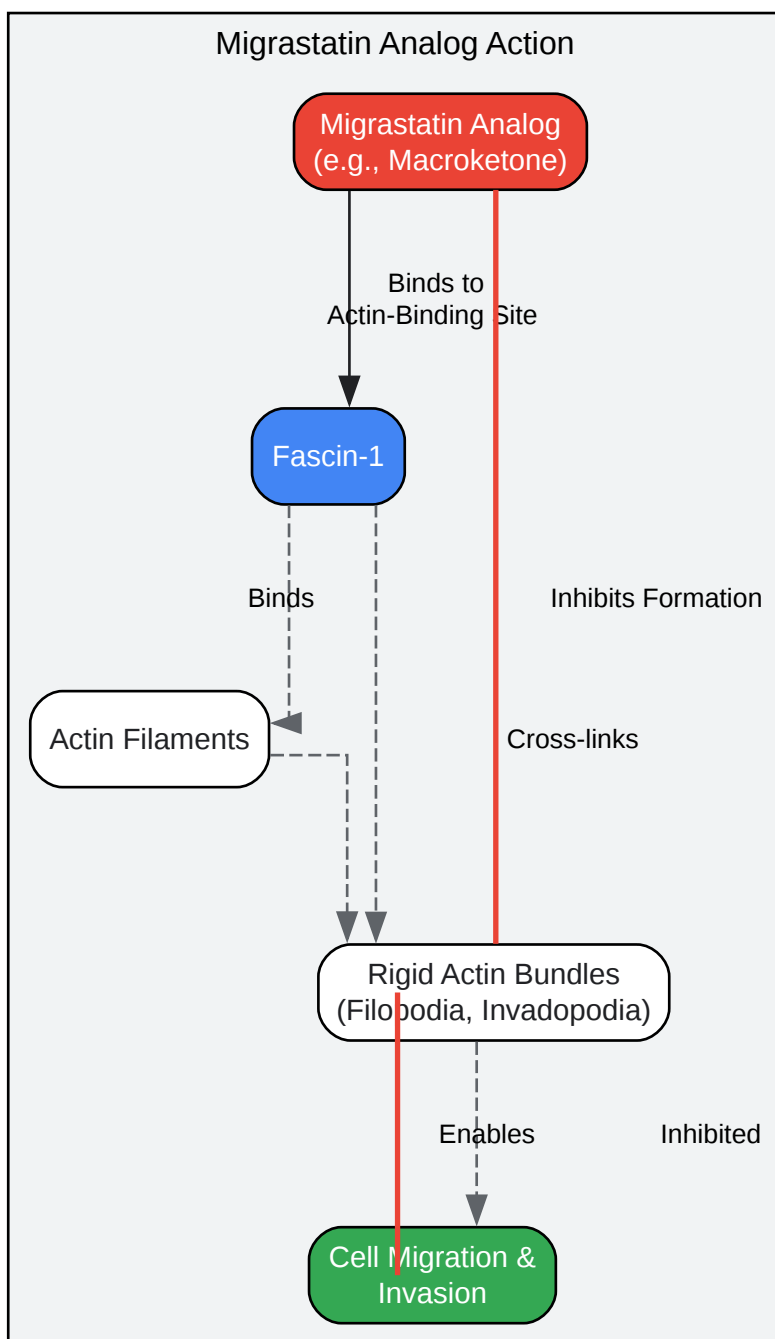 Migrastatin Analog Action
Migrastatin Analog
(e.g., Macroketone)
Binds to
Actin-Binding Site
Fascin-1
Binds
Inhibits Formation
Actin Filaments
Cross-links
Rigid Actin Bundles
(Filopodia, Invadopodia)
Enables
Inhibited
Cell Migration &
Invasion